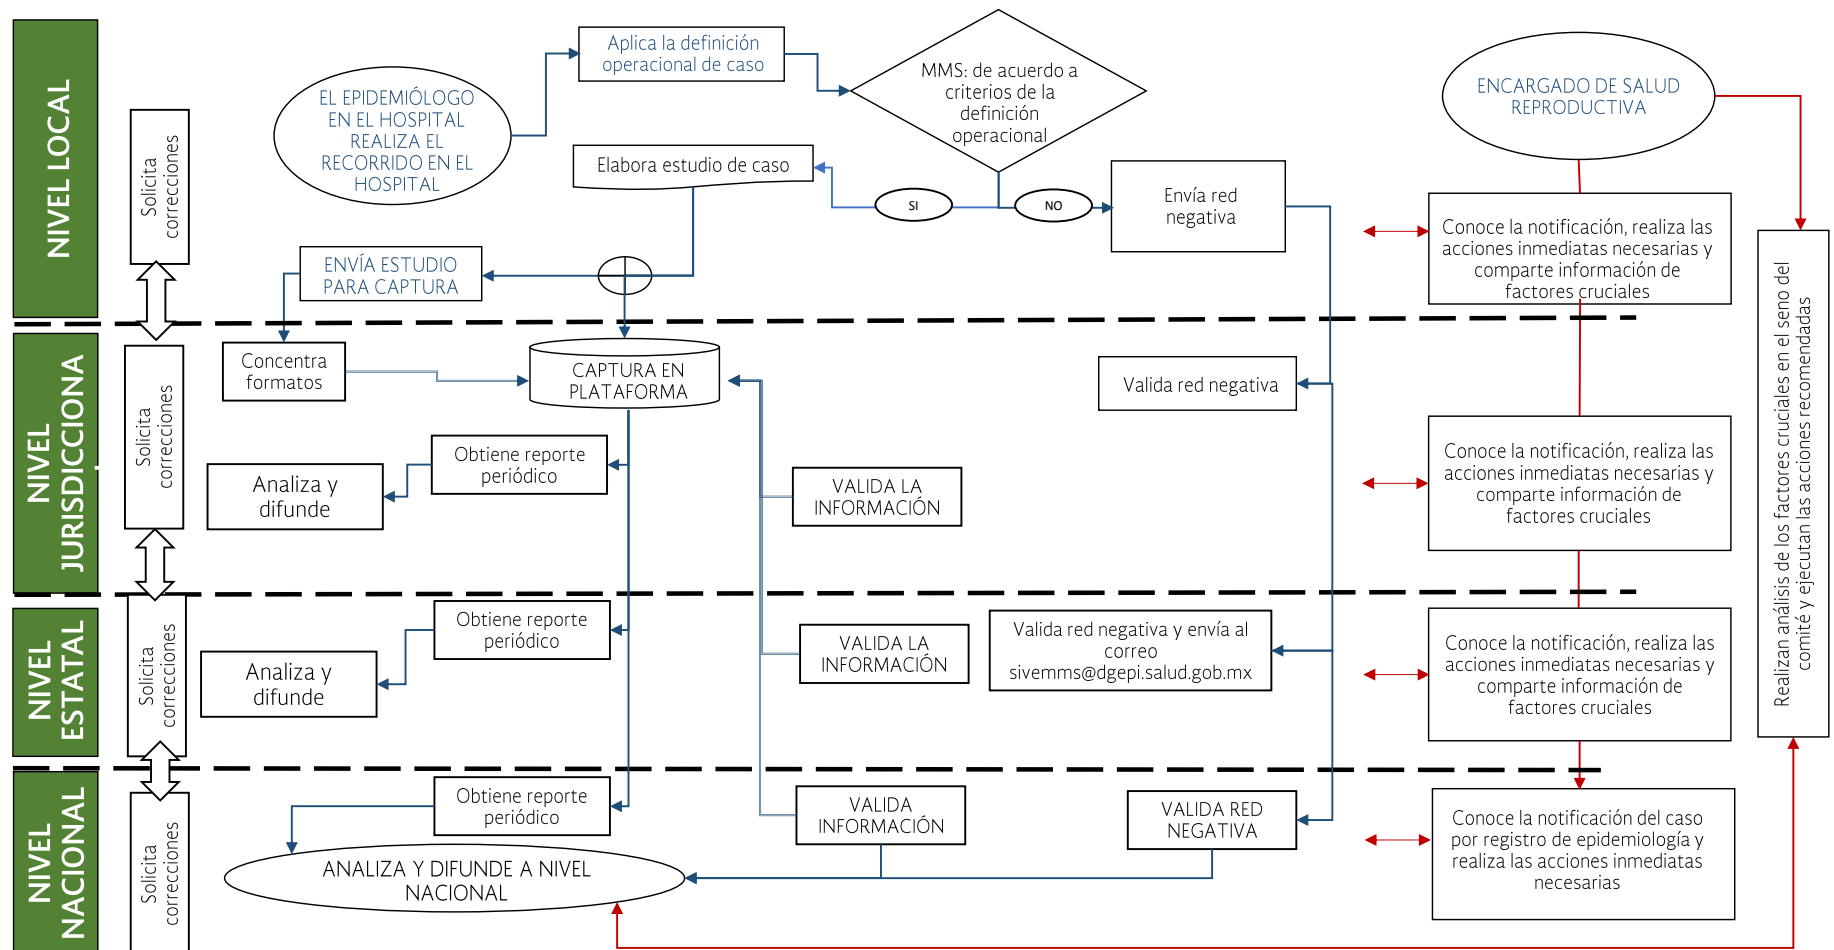 NIVEL LOCAL
Solicita
correcciones
EL EPIDEMIÓLOGO
EN EL HOSPITAL
REALIZA EL
RECORRIDO EN EL
HOSPITAL
Aplica la definición
operacional de caso
MMS: de acuerdo a
criterios de la
definición
operacional
Elabora estudio de caso
SI
NO
Envía red
negativa
ENVÍA ESTUDIO
PARA CAPTURA
ENCARGADO DE SALUD
REPRODUCTIVA
Conoce la notificación, realiza las
acciones inmediatas necesarias y
comparte información de
factores cruciales
Realizan análisis de los factores cruciales en el seno del
comité y ejecutan las acciones recomendadas
NIVEL
JURISDICCIONA
Solicita
correcciones
Concentra
formatos
CAPTURA EN
PLATAFORMA
Valida red negativa
Obtiene reporte
periódico
Analiza y
difunde
VALIDA LA
INFORMACIÓN
Conoce la notificación, realiza las
acciones inmediatas necesarias y
comparte información de
factores cruciales
NIVEL
ESTATAL
Solicita
correcciones
Obtiene reporte
periódico
Analiza y
difunde
VALIDA LA
INFORMACIÓN
Valida red negativa y envía al
correo
sivemms@dgepi.salud.gob.mx
Conoce la notificación, realiza las
acciones inmediatas necesarias y
comparte información de
factores cruciales
NIVEL
NACIONAL
Solicita
correcciones
Obtiene reporte
periódico
VALIDA
INFORMACIÓN
VALIDA RED
NEGATIVA
ANALIZA Y DIFUNDE A NIVEL
NACIONAL
Conoce la notificación del caso
por registro de epidemiología y
realiza las acciones inmediatas
necesarias